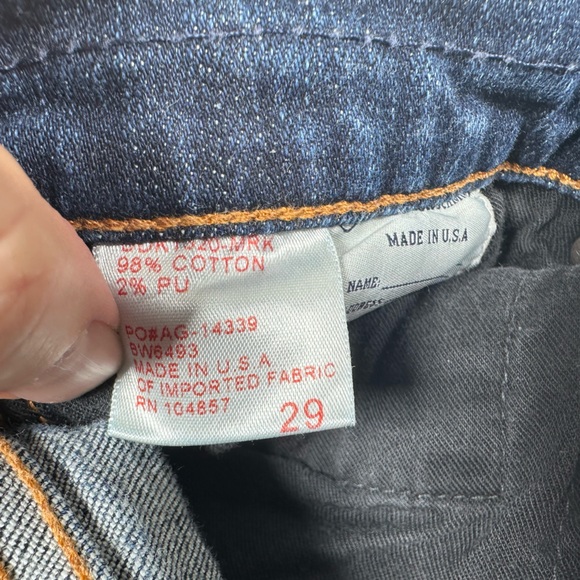 98% COTTON
2% PU
PO#AG-14339
BW6493
MADE IN U.S.A
OF IMPORTED FABRIC
RN 104857
29
MADE IN U.S.A
NAME: